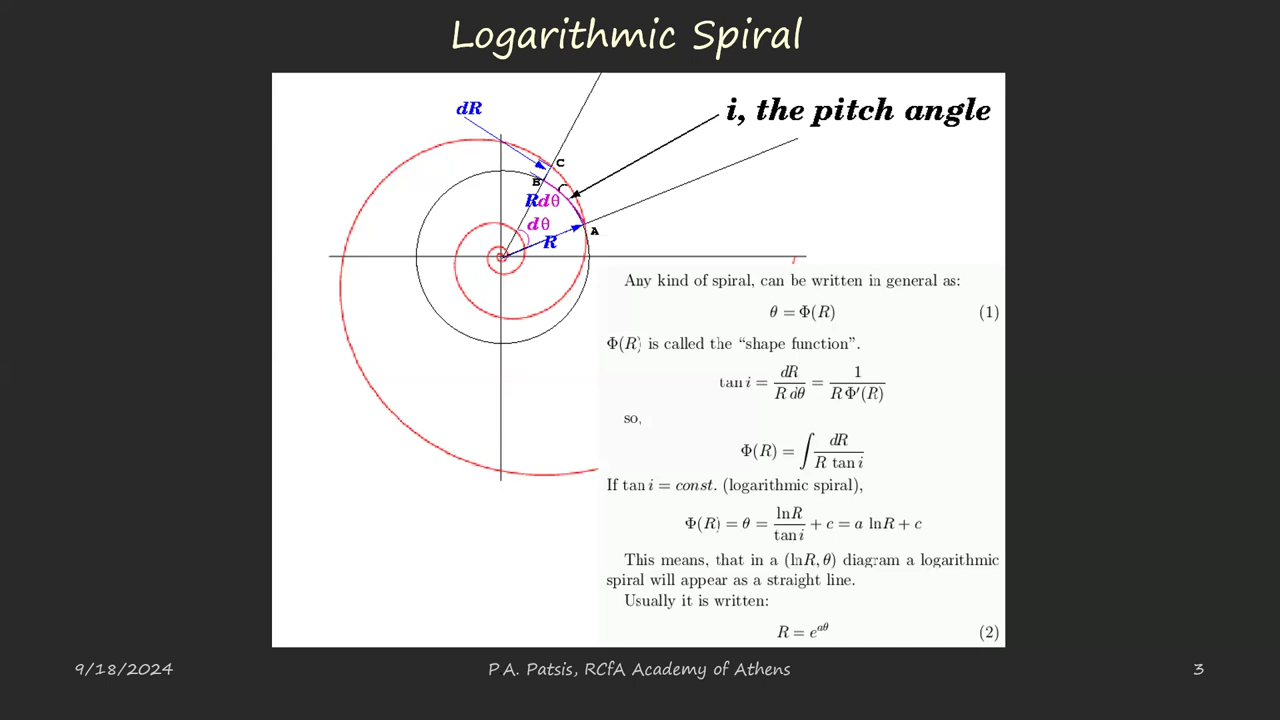 Logarithmic Spiral
dR
i, the pitch angle
C
B
Rdθ
dθ
A
R
Any kind of spiral, can be written in general as:
θ = Φ(R) (1)
Φ(R) is called the “shape function”.
tan i = dR / R dθ = 1 / R Φ′(R)
so,
Φ(R) = ∫ dR / R tan i
If tan i = const. (logarithmic spiral),
Φ(R) = θ = lnR / tan i + c = a lnR + c
This means, that in a (lnR, θ) diagram a logarithmic
spiral will appear as a straight line.
Usually it is written:
R = e^{aθ} (2)
9/18/2024 P.A. Patsis, RCfA Academy of Athens 3